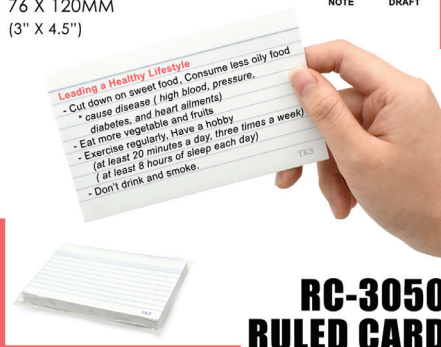 76 X 120MM
(3" X 4.5")
NOTE DRAFT
Leading a Healthy Lifestyle
- Cut down on sweet food, Consume less oily food
* cause disease ( high blood, pressure,
diabetes, and heart ailments)
- Eat more vegetable and fruits
- Exercise regularly, Have a hobby
(at least 20 minutes a day, three times a week)
( at least 8 hours of sleep each day)
- Don't drink and smoke.
TKS
TKS
RC-3050
RULED CARD